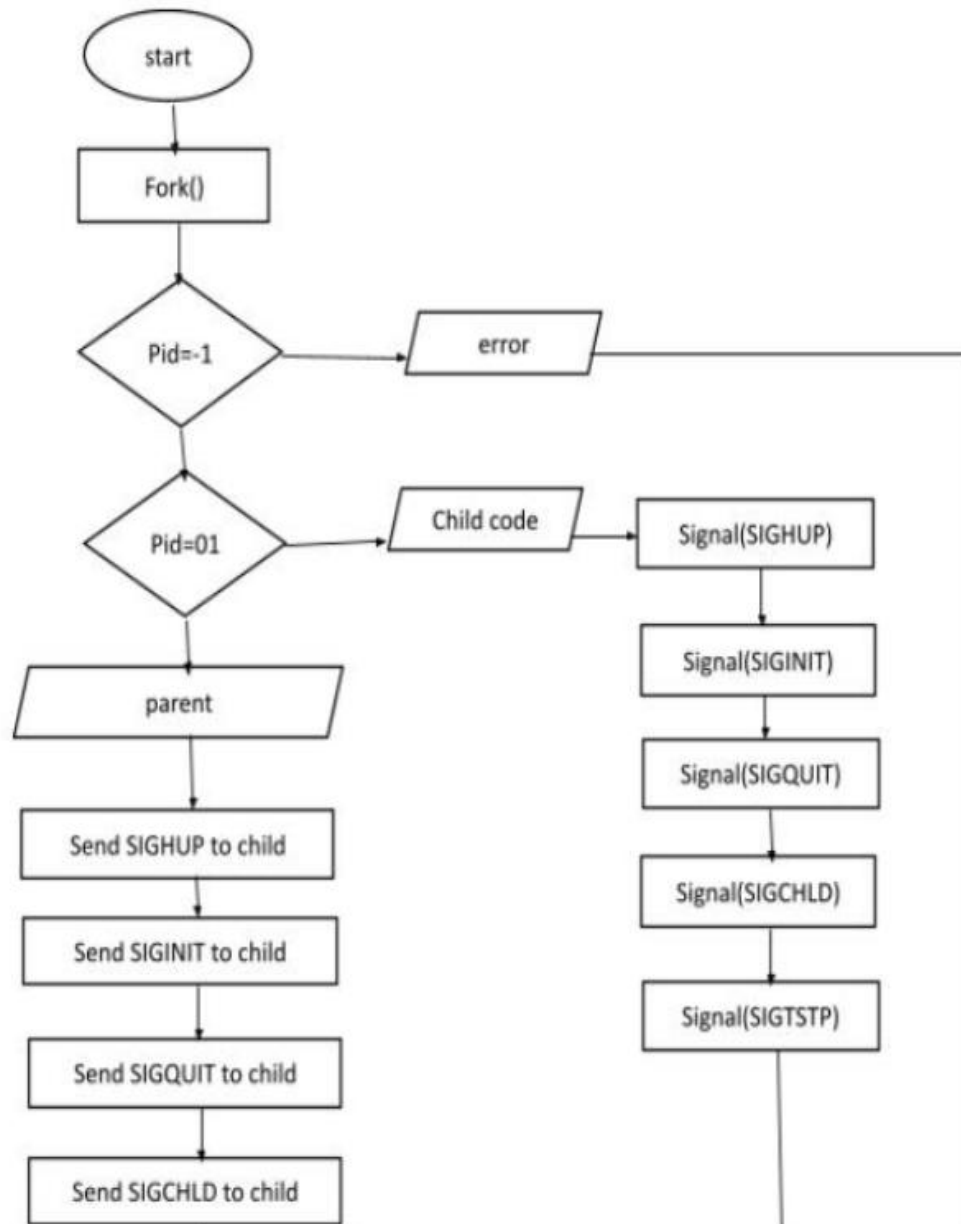 start
Fork()
Pid=-1
error
Pid=01
Child code
Signal(SIGHUP)
Signal(SIGINIT)
parent
Signal(SIGQUIT)
Send SIGHUP to child
Signal(SIGCHLD)
Send SIGINIT to child
Signal(SIGTSTP)
Send SIGQUIT to child
Send SIGCHLD to child